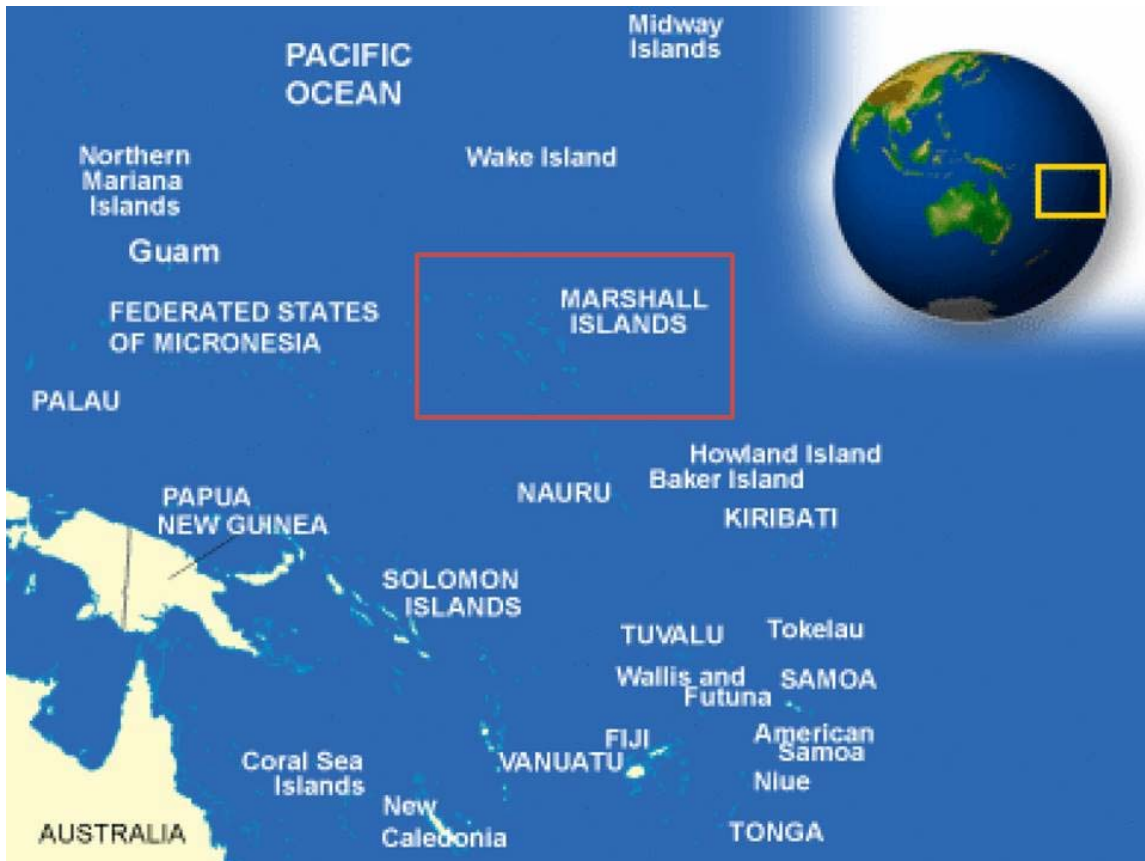 Midway
Islands
PACIFIC
OCEAN
Northern
Mariana
Islands
Wake Island
Guam
MARSHALL
ISLANDS
FEDERATED STATES
OF MICRONESIA
PALAU
Howland Island
Baker Island
NAURU
KIRIBATI
PAPUA
NEW GUINEA
SOLOMON
ISLANDS
TUVALU
Tokelau
Wallis and
Futuna
SAMOA
FIJI
American
Samoa
VANUATU
Coral Sea
Islands
Niue
New
Caledonia
TONGA
AUSTRALIA